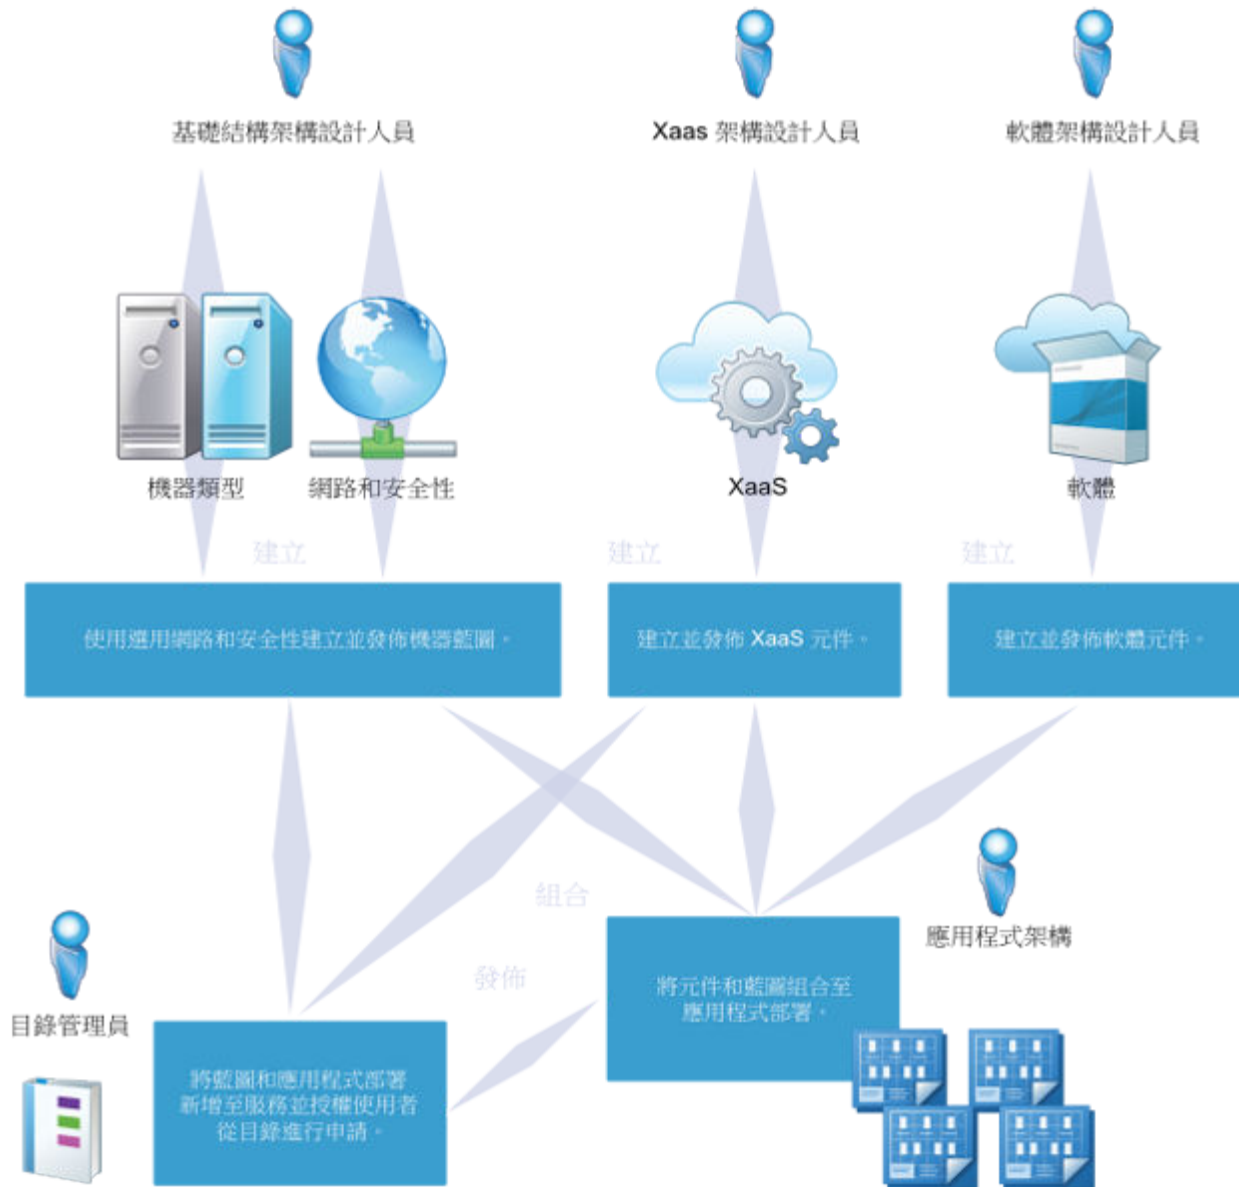 基礎結構架構設計人員
Xaas 架構設計人員
軟體架構設計人員
機器類型
網路和安全性
XaaS
軟體
建立
建立
建立
使用選用網路和安全性建立並發佈機器藍圖。
建立並發佈 XaaS 元件。
建立並發佈軟體元件。
組合
發佈
應用程式架構
將元件和藍圖組合至
應用程式部署。
目錄管理員
將藍圖和應用程式部署
新增至服務並授權使用者
從目錄進行申請。